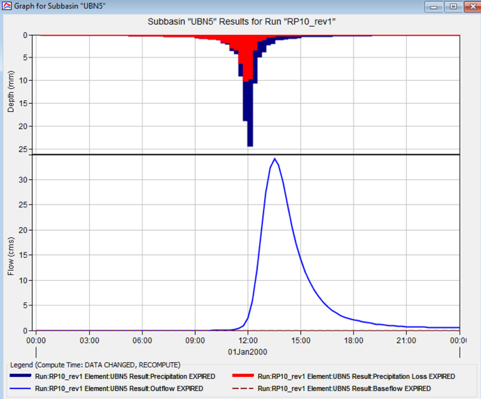 Graph for Subbasin "UBN5"
Subbasin "UBN5" Results for Run "RP10_rev1"
Depth (mm)
0
5
10
15
20
25
Flow (cms)
30
25
20
15
10
5
0
00:00 03:00 06:00 09:00 12:00 15:00 18:00 21:00 00:0
01Jan2000
Legend (Compute Time: DATA CHANGED, RECOMPUTE)
Run:RP10_rev1 Element:UBN5 Result:Precipitation EXPIRED Run:RP10_rev1 Element:UBN5 Result:Precipitation Loss EXPIRED
Run:RP10_rev1 Element:UBN5 Result:Outflow EXPIRED Run:RP10_rev1 Element:UBN5 Result:Baseflow EXPIRED